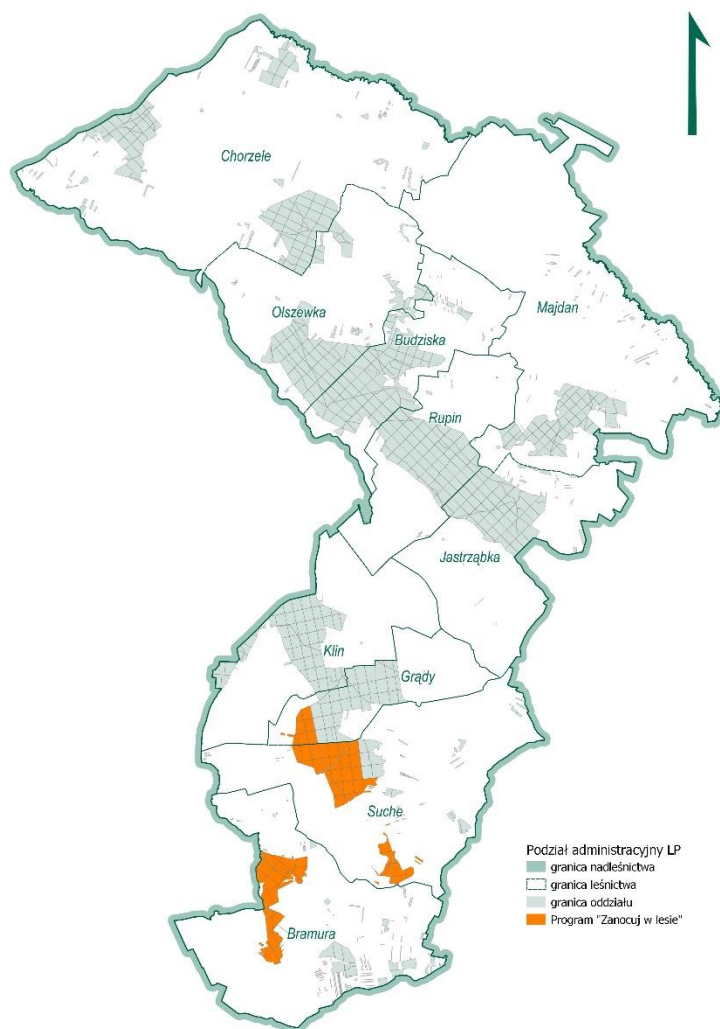 Chorzele
Olszewka
Majdan
Budziska
Rupin
Jastrząbka
Klin
Grądy
Suche
Bramura
Podział administracyjny LP
granica nadleśnictwa
granica leśnictwa
granica oddziału
Program "Zanocuj w lesie"